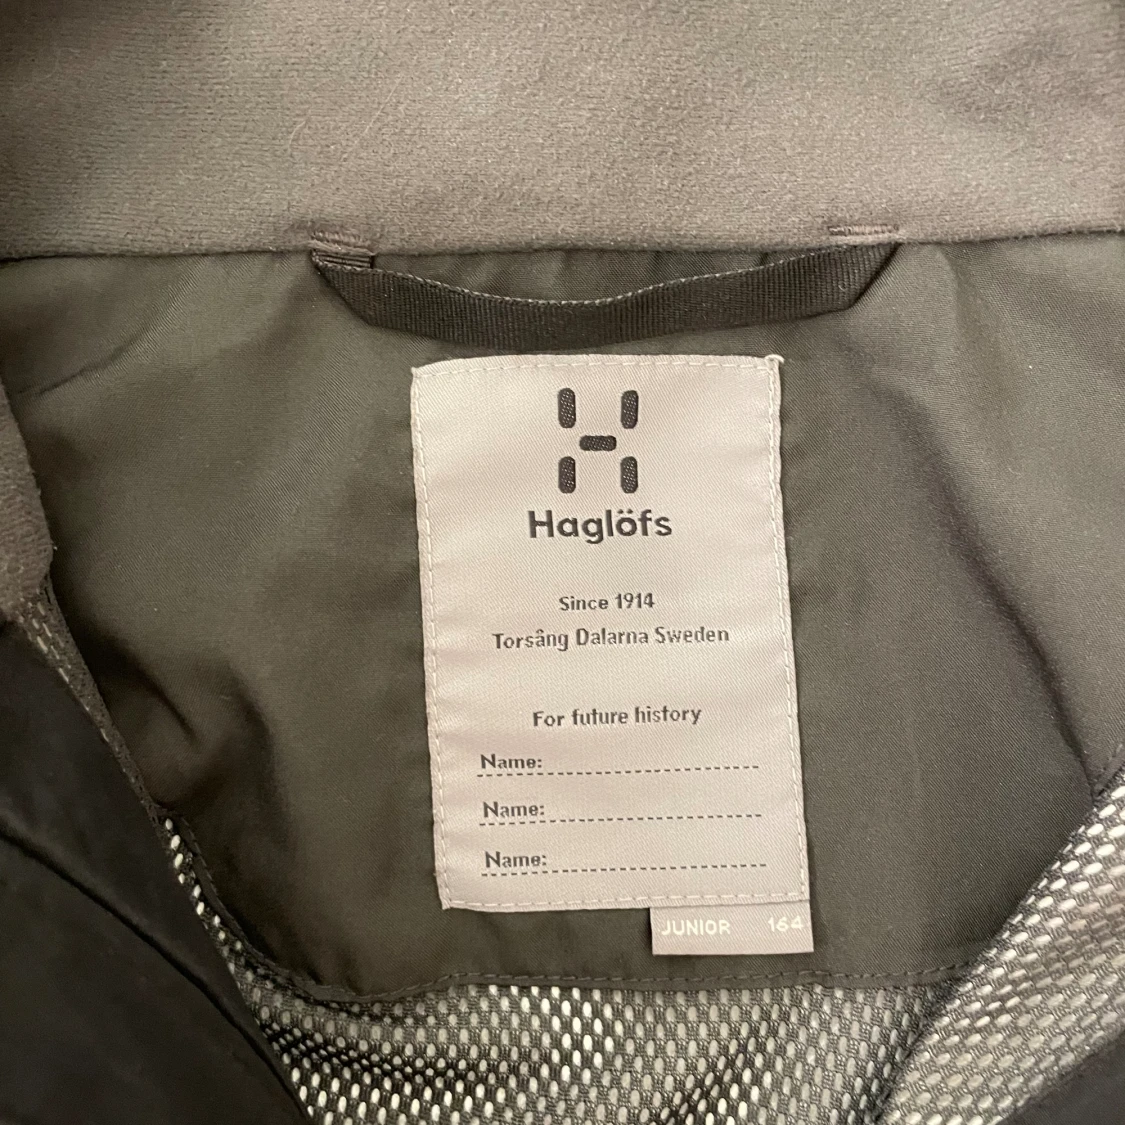 Haglöfs
Since 1914
Torsång Dalarna Sweden
For future history
Name:
Name:
Name:
JUNIOR 164